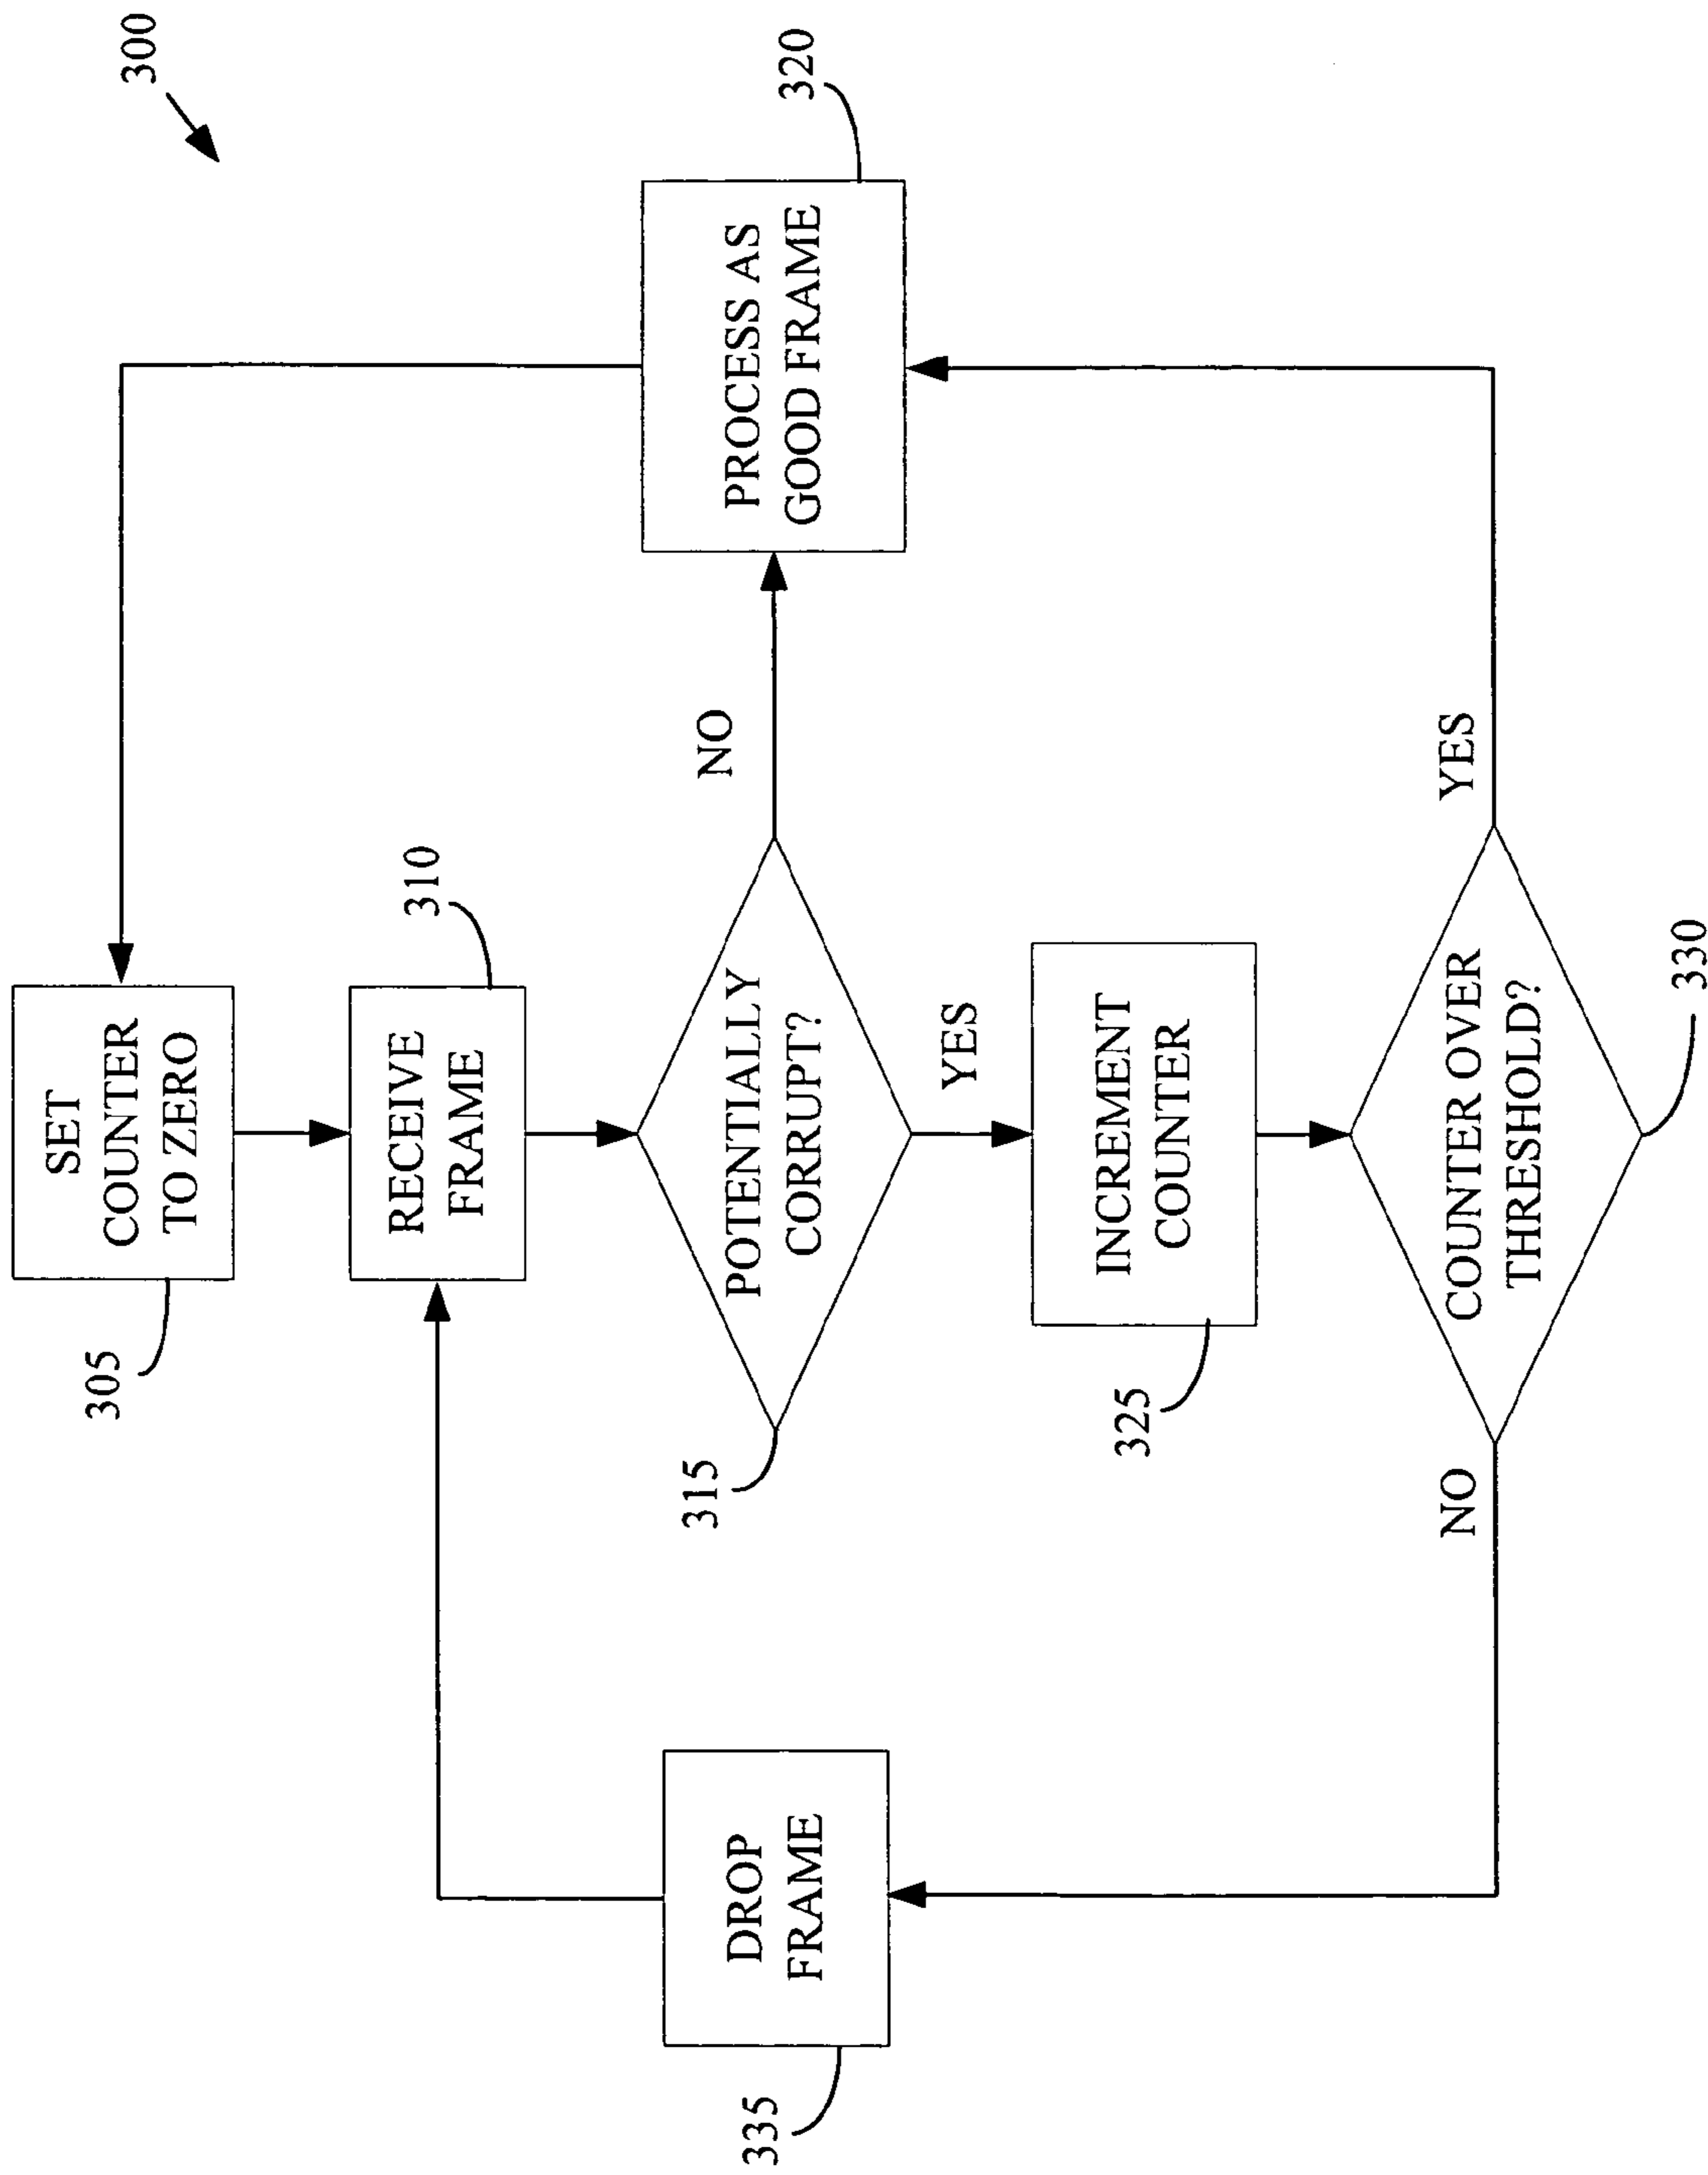 300
SET
COUNTER
TO ZERO
305
RECEIVE
FRAME
310
POTENTIALLY
CORRUPT?
315
NO
PROCESS AS
GOOD FRAME
320
YES
INCREMENT
COUNTER
325
COUNTER OVER
THRESHOLD?
330
YES
NO
DROP
FRAME
335